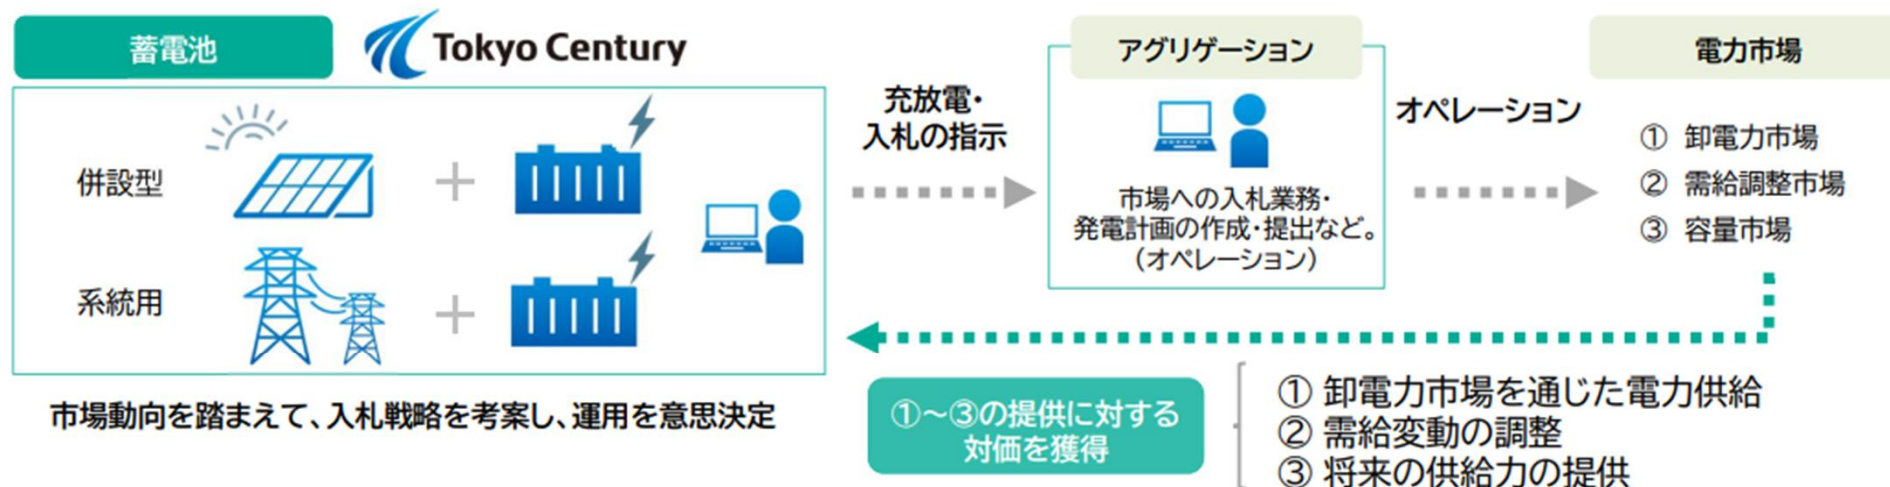 蓄電池
Tokyo Century
併設型
系統用
市場動向を踏まえて、入札戦略を考案し、運用を意思決定
充放電・
入札の指示
アグリゲーション
市場への入札業務・
発電計画の作成・提出など。
(オペレーション)
オペレーション
電力市場
① 卸電力市場
② 需給調整市場
③ 容量市場
①～③の提供に対する
対価を獲得
① 卸電力市場を通じた電力供給
② 需給変動の調整
③ 将来の供給力の提供